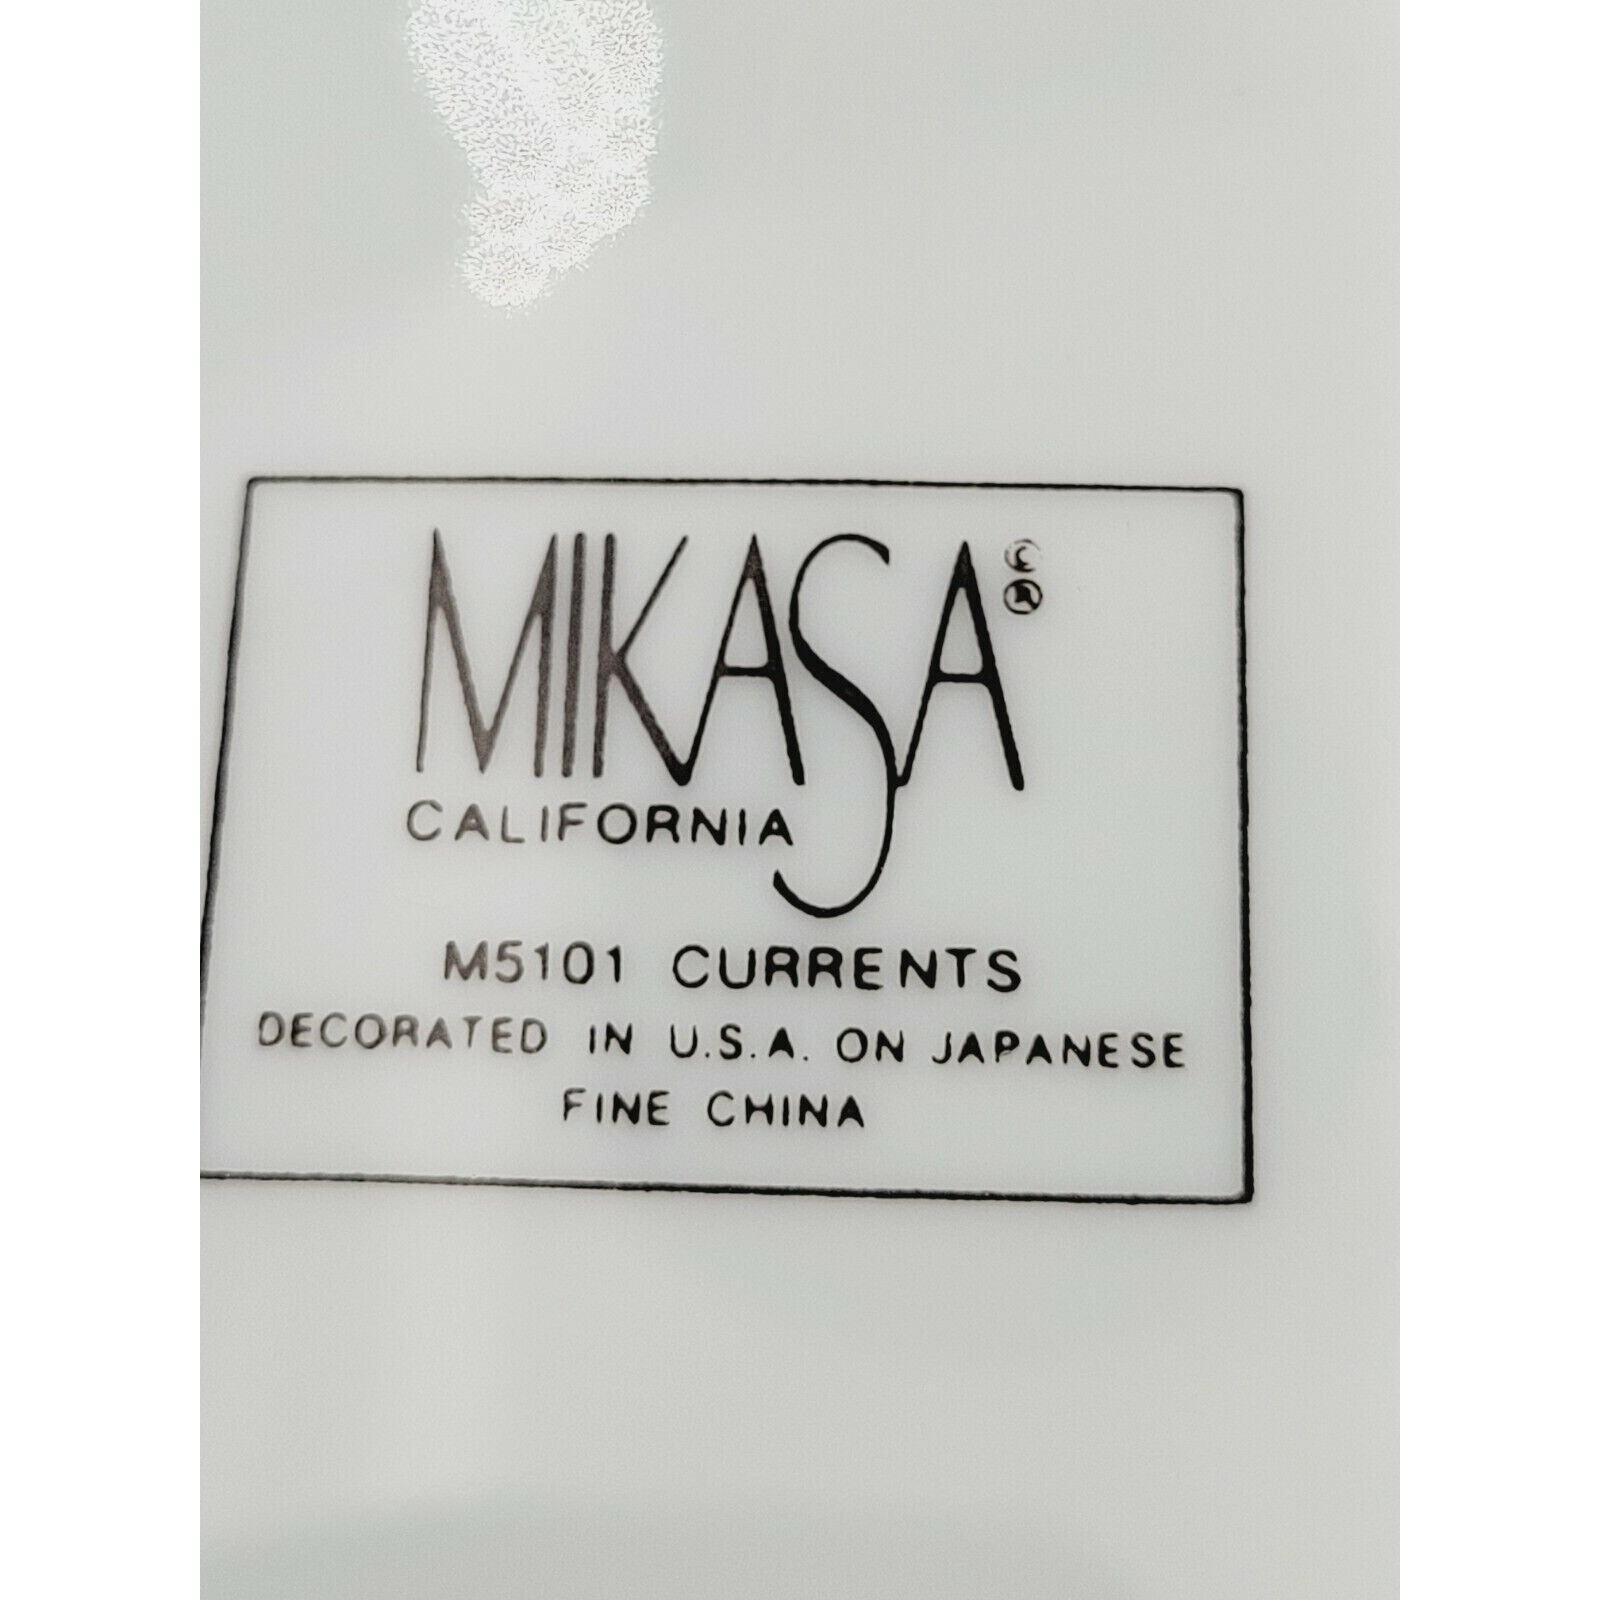 MIKASA © ®
CALIFORNIA
M5101 CURRENTS
DECORATED IN U.S.A. ON JAPANESE
FINE CHINA